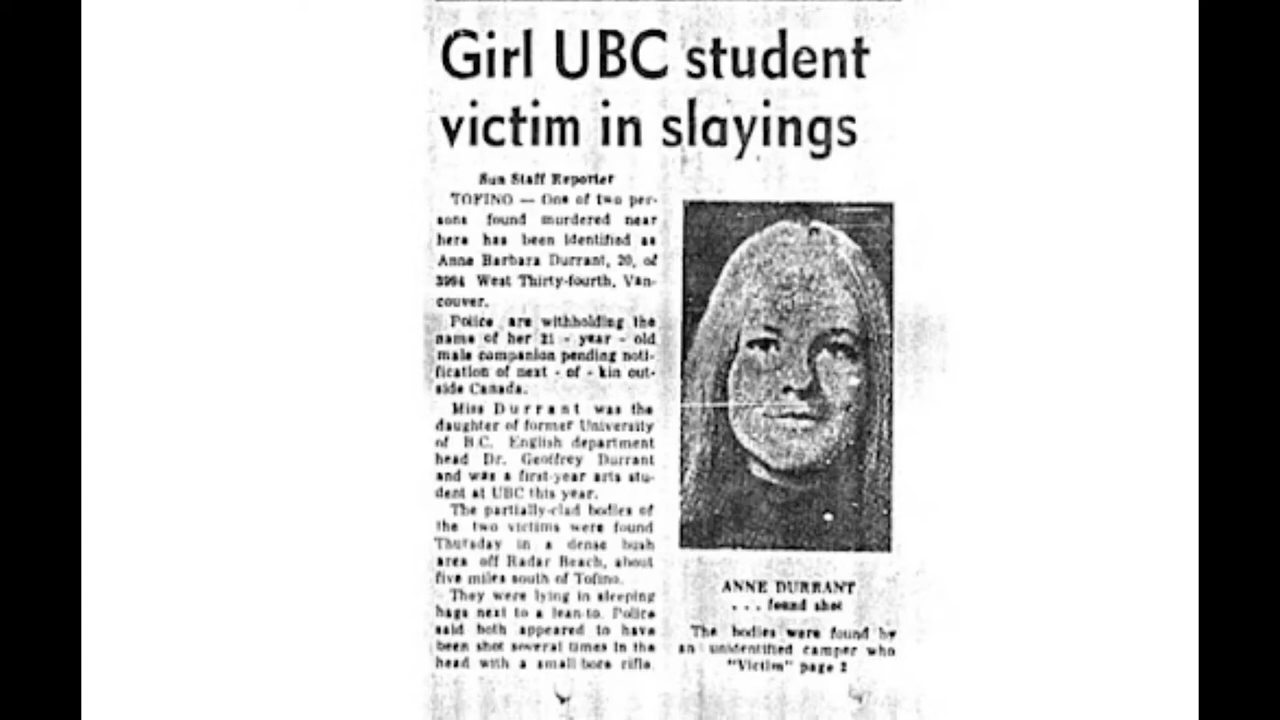 Girl UBC student
victim in slayings
Sun Staff Reporter
TOFINO — One of two per-
sons found murdered near
here has been identified as
Anne Barbara Durrant, 20, of
3994 West Thirty-fourth, Van-
couver.
Police are withholding the
name of her 21 - year - old
male companion pending noti-
fication of next - of - kin out-
side Canada.
Miss Durrant was the
daughter of former University
of B.C. English department
head Dr. Geoffrey Durrant
and was a first-year arts stu-
dent at UBC this year.
The partially-clad bodies of
the two victims were found
Thursday in a dense bush
area off Radar Beach, about
five miles south of Tofino.
They were lying in sleeping
bags next to a lean-to. Police
said both appeared to have
been shot several times in the
head with a small-bore rifle.
ANNE DURRANT
. . . found shot
The bodies were found by
an unidentified camper who
"Victim" page 2